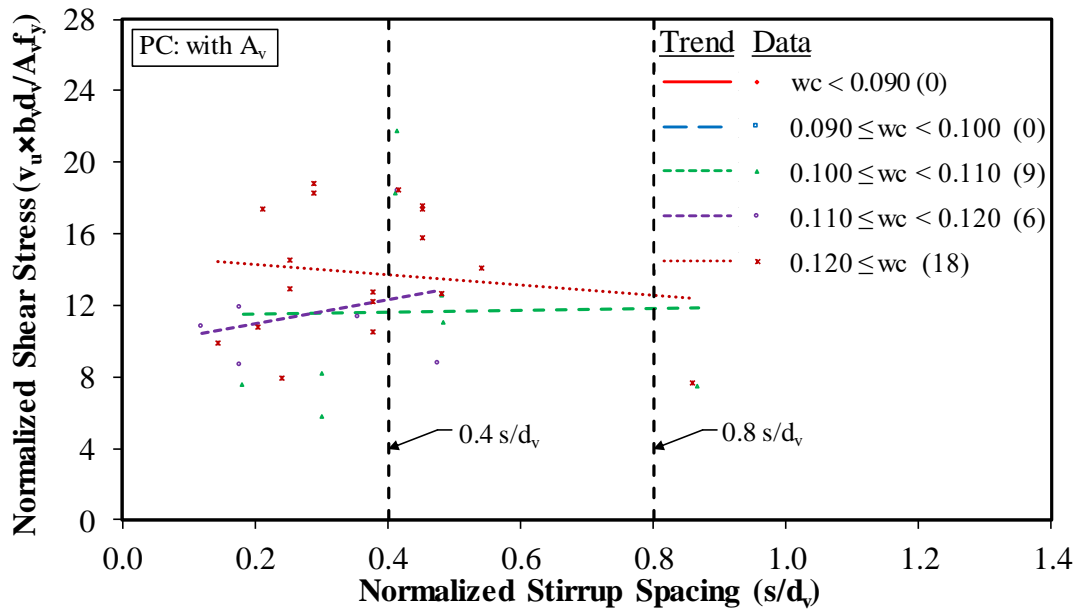 Normalized Shear Stress (v_u×b_vd_v/A_vf_y)
28
24
20
16
12
8
4
0
PC: with A_v
Trend Data
wc < 0.090 (0)
0.090 ≤ wc < 0.100 (0)
0.100 ≤ wc < 0.110 (9)
0.110 ≤ wc < 0.120 (6)
0.120 ≤ wc (18)
0.4 s/d_v
0.8 s/d_v
0.0 0.2 0.4 0.6 0.8 1.0 1.2 1.4
Normalized Stirrup Spacing (s/d_v)